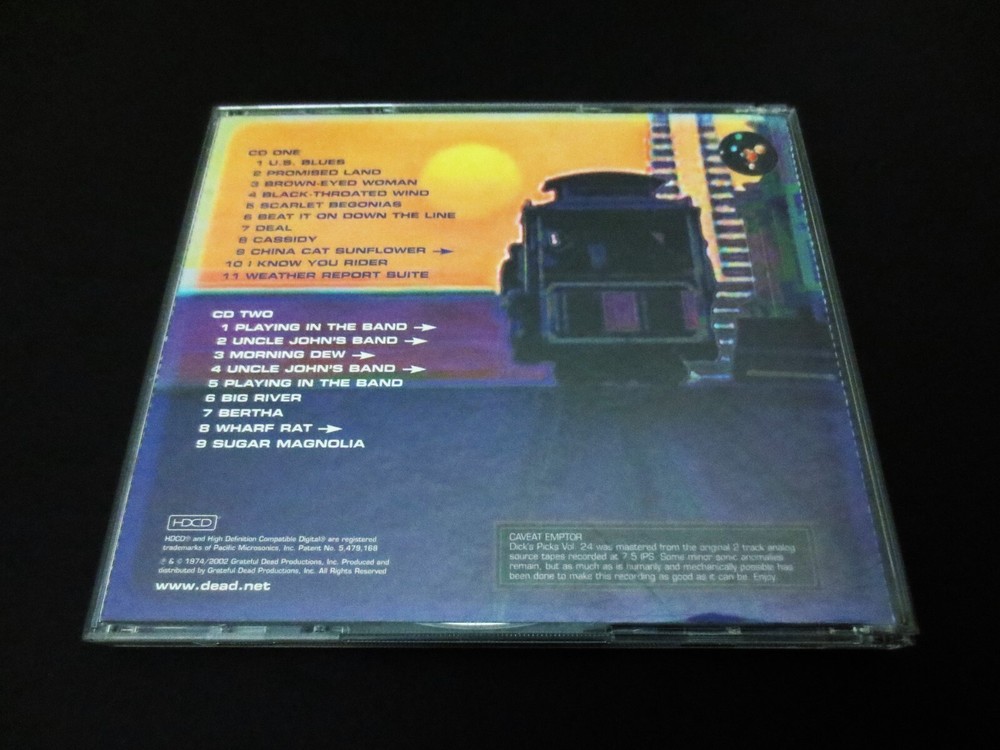 CD ONE
1 U.S. BLUES
2 PROMISED LAND
3 BROWN-EYED WOMAN
4 BLACK-THROATED WIND
5 SCARLET BEGONIAS
6 BEAT IT ON DOWN THE LINE
7 DEAL
8 CASSIDY
9 CHINA CAT SUNFLOWER →
10 I KNOW YOU RIDER
11 WEATHER REPORT SUITE
CD TWO
1 PLAYING IN THE BAND →
2 UNCLE JOHN'S BAND →
3 MORNING DEW →
4 UNCLE JOHN'S BAND →
5 PLAYING IN THE BAND
6 BIG RIVER
7 BERTHA
8 WHARF RAT →
9 SUGAR MAGNOLIA
HDCD®
HDCD® and High Definition Compatible Digital® are registered
trademarks of Pacific Microsonics, Inc. Patent No. 5,479,168
℗ & © 1974/2002 Grateful Dead Productions, Inc. Produced and
distributed by Grateful Dead Productions, Inc. All Rights Reserved
www.dead.net
CAVEAT EMPTOR
Dick's Picks Vol. 24 was mastered from the original 2 track analog
source tapes recorded at 7.5 IPS. Some minor sonic anomalies
remain, but as much as is humanly and mechanically possible has
been done to make this recording as good as it can be. Enjoy.